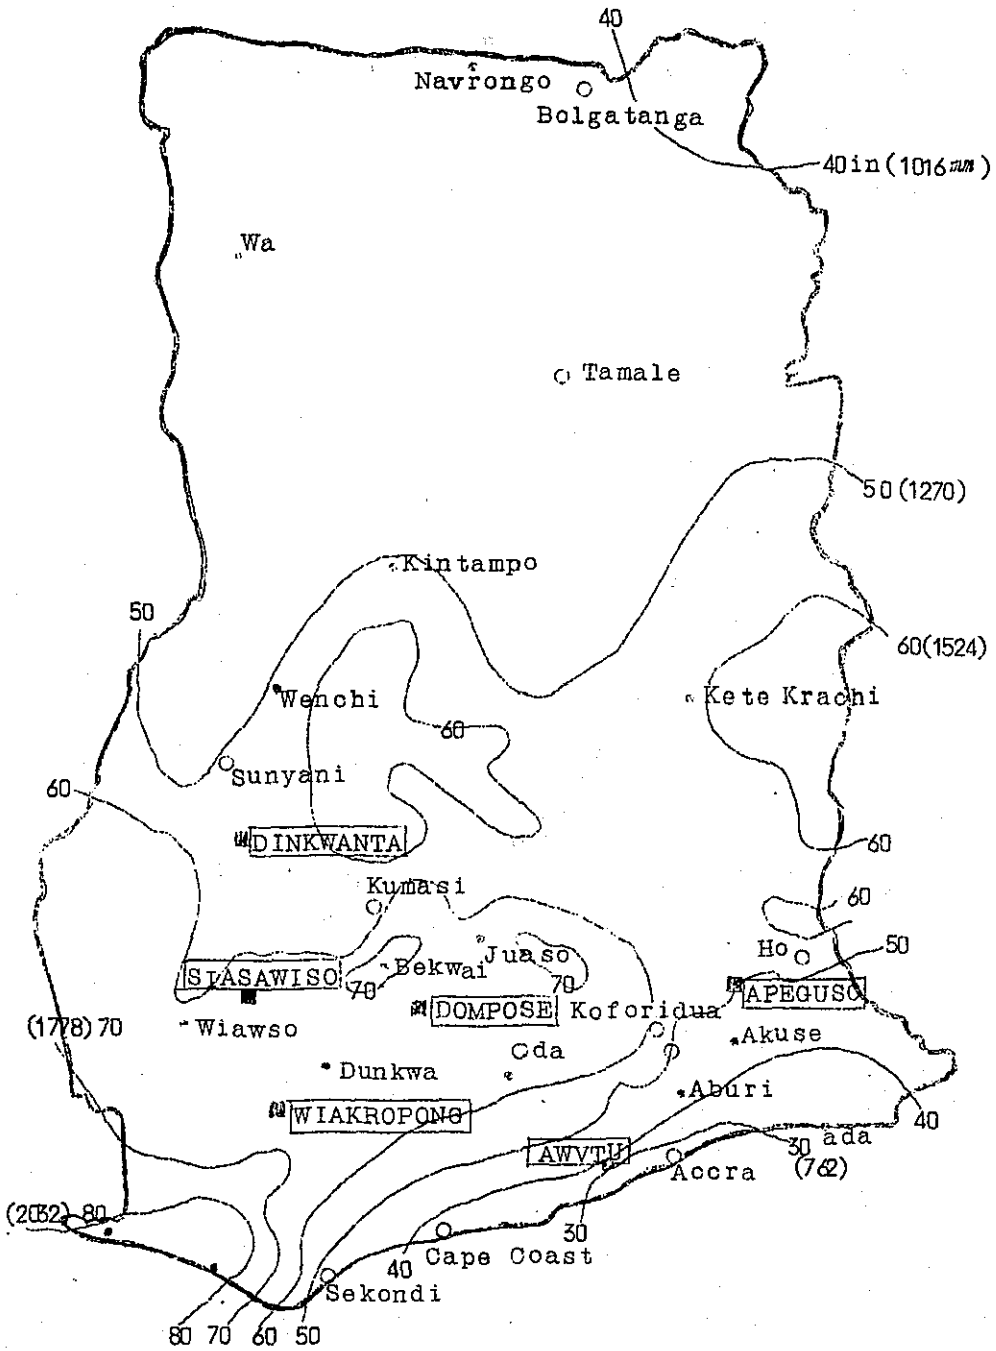 40
Navrongo
Bolgatanga
40in(1016mm)
Wa
Tamale
50(1270)
Kintampo
50
60(1524)
Wenchi
Kete Krachi
60
Sunyani
60
DINKWANTA
60
Kumasi
60
Ho
50
Juaso
Bekwai
SIASAWISO
70
70
APEGUSO
DOMPOSE
Koforidua
(1778)70
Wiawso
Akuse
Oda
Dunkwa
Aburi
WIAKROPONG
40
ada
AWVTU
30
(762)
Accra
(2032) 80
30
Cape Coast
40
Sekondi
80
70
60
50